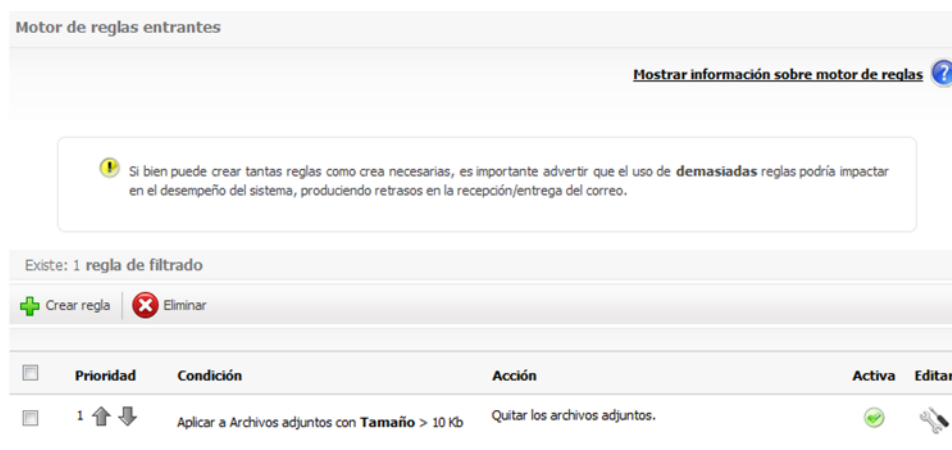 Motor de reglas entrantes
Mostrar información sobre motor de reglas
Si bien puede crear tantas reglas como crea necesarias, es importante advertir que el uso de demasiadas reglas podría impactar
en el desempeño del sistema, produciendo retrasos en la recepción/entrega del correo.
Existe: 1 regla de filtrado
Crear regla Eliminar
Prioridad Condición Acción Activa Editar
1 Aplicar a Archivos adjuntos con Tamaño > 10 Kb Quitar los archivos adjuntos.